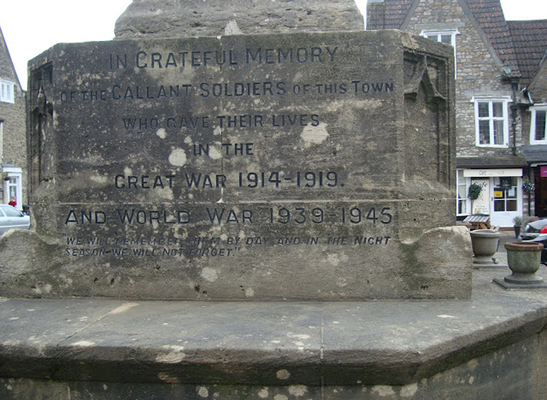 IN GRATEFUL MEMORY
OF THE GALLANT SOLDIERS OF THIS TOWN
WHO GAVE THEIR LIVES
IN THE
GREAT WAR 1914-1919.
AND WORLD WAR 1939-1945
"WE WILL REMEMBER THEM BY DAY, AND IN THE NIGHT
SEASON WE WILL NOT FORGET."